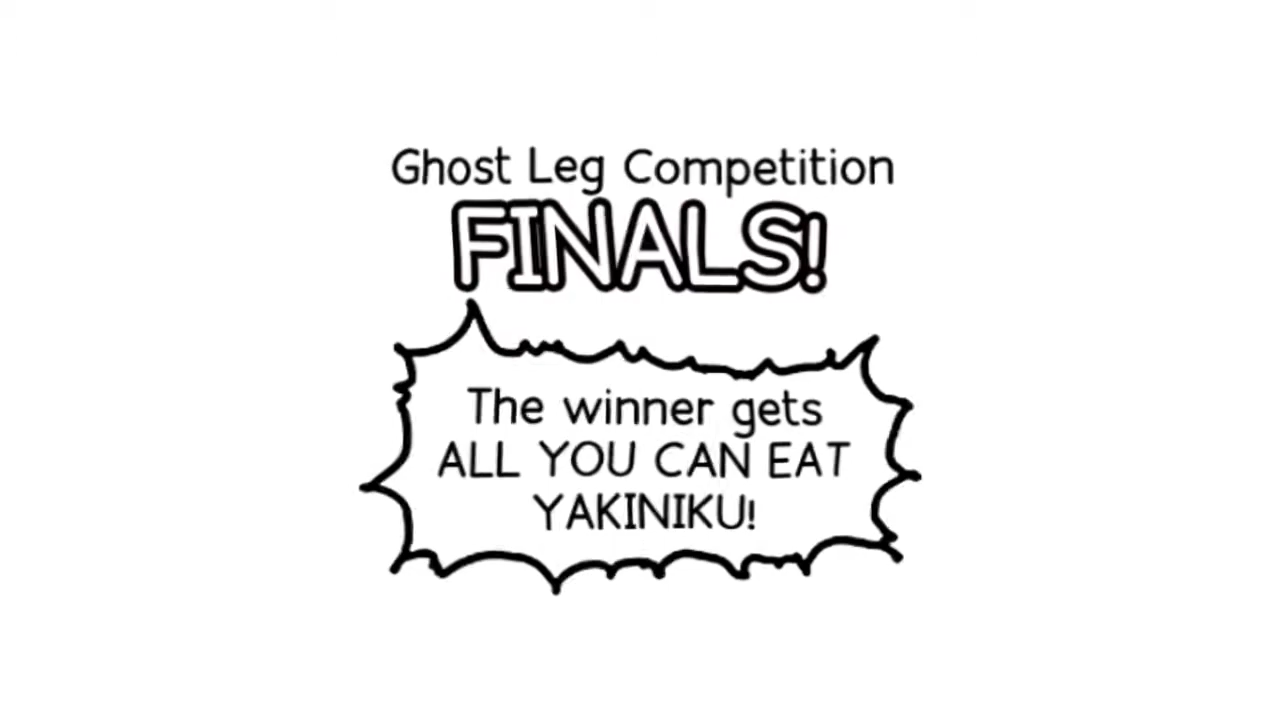 Ghost Leg Competition
FINALS!
The winner gets
ALL YOU CAN EAT
YAKINIKU!